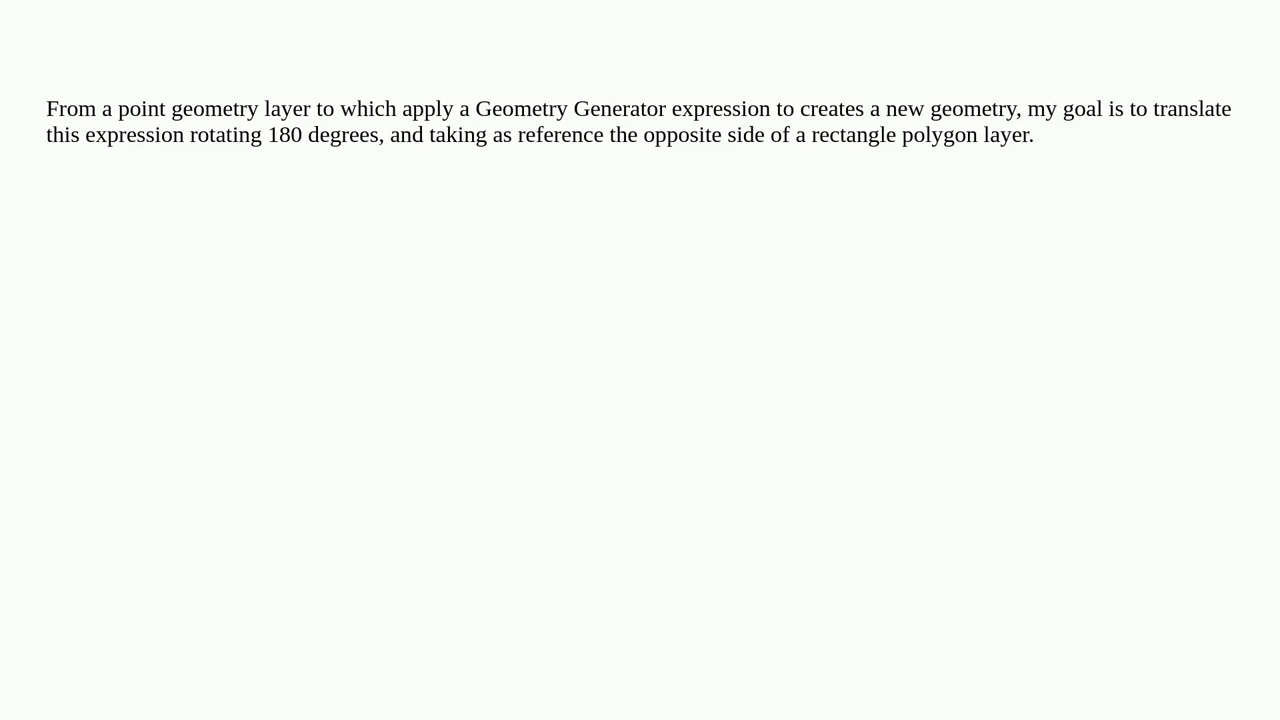 From a point geometry layer to which apply a Geometry Generator expression to creates a new geometry, my goal is to translate
this expression rotating 180 degrees, and taking as reference the opposite side of a rectangle polygon layer.